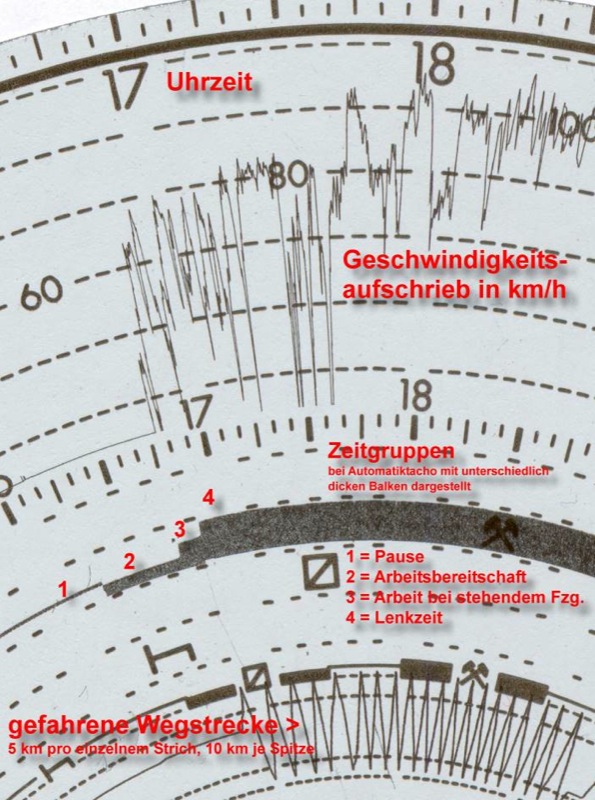 17
18
Uhrzeit
100
80
Geschwindigkeits-
aufschrieb in km/h
60
17
18
Zeitgruppen
bei Automatiktacho mit unterschiedlich
dicken Balken dargestellt
4
3
2
1
1 = Pause
2 = Arbeitsbereitschaft
3 = Arbeit bei stehendem Fzg.
4 = Lenkzeit
gefahrene Wegstrecke >
5 km pro einzelnem Strich, 10 km je Spitze